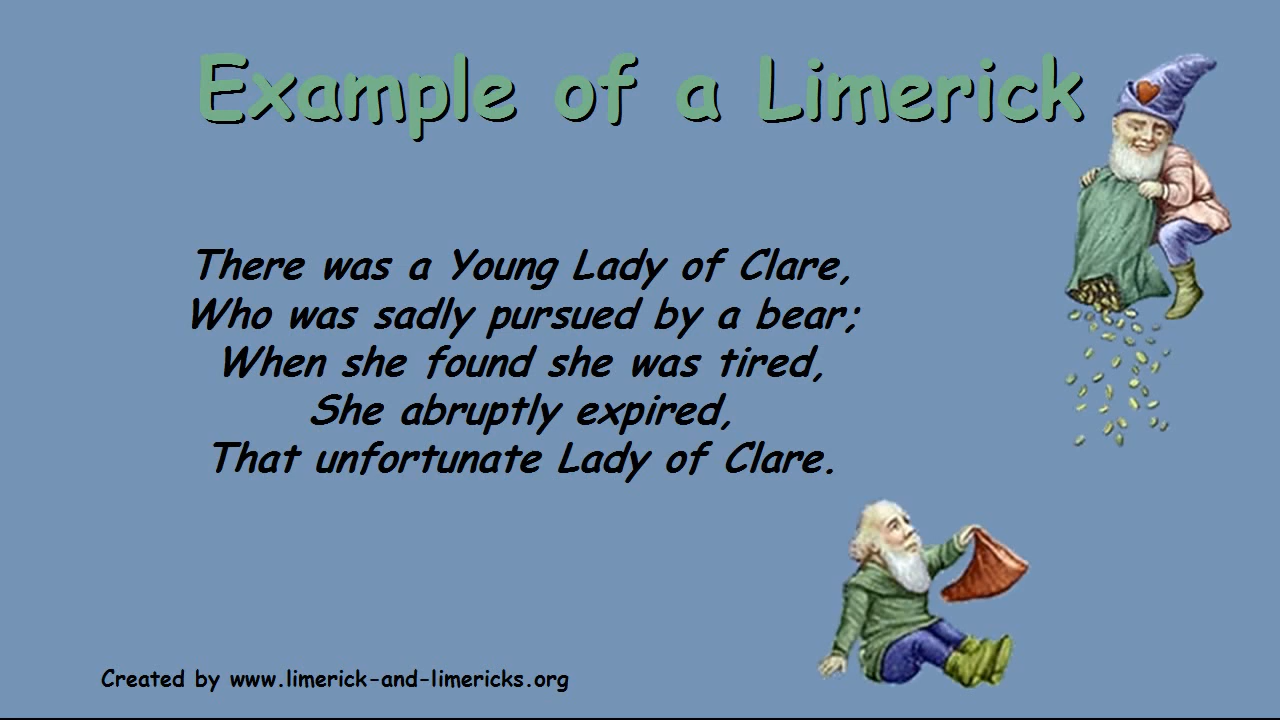 Example of a Limerick
There was a Young Lady of Clare,
Who was sadly pursued by a bear;
When she found she was tired,
She abruptly expired,
That unfortunate Lady of Clare.
Created by www.limerick-and-limericks.org